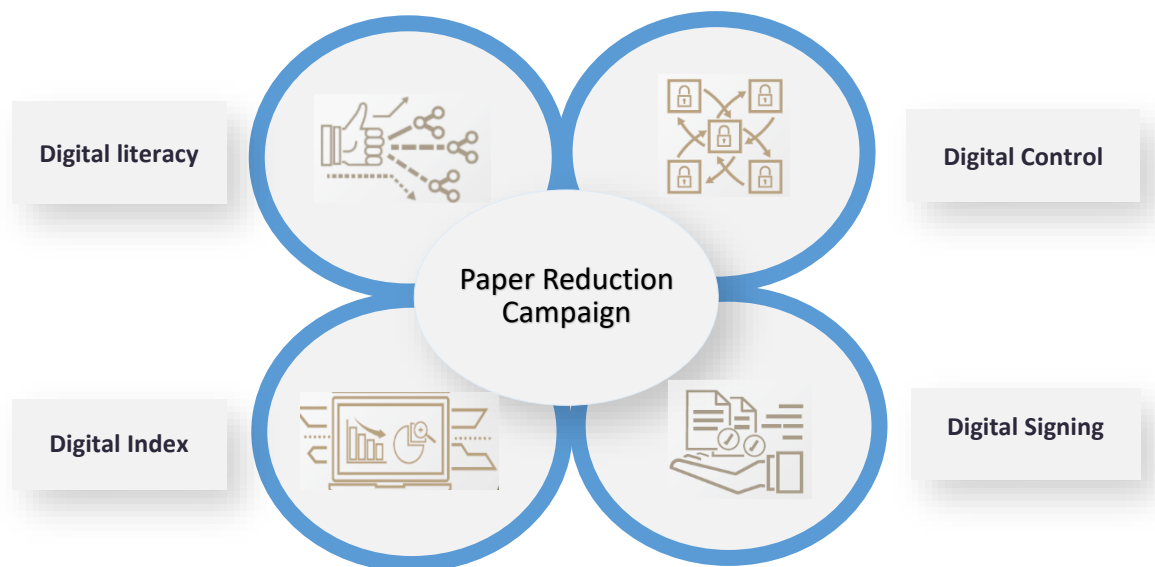 Digital literacy
Digital Control
Paper Reduction
Campaign
Digital Index
Digital Signing